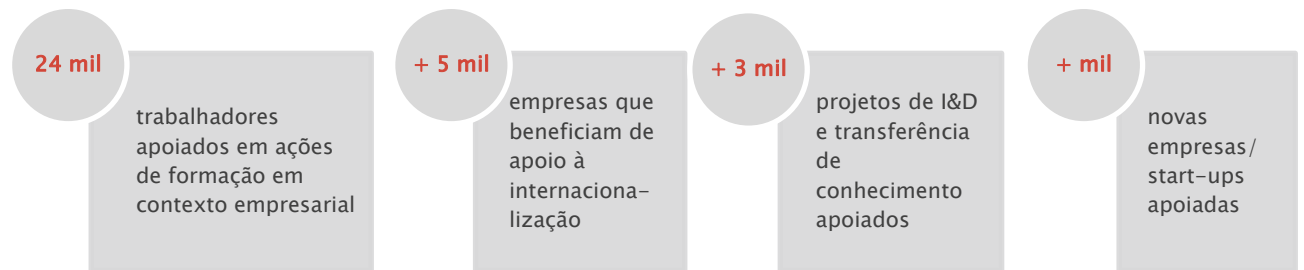 24 mil
trabalhadores
apoiados em ações
de formação em
contexto empresarial
+ 5 mil
empresas que
beneficiam de
apoio à
internaciona-
lização
+ 3 mil
projetos de I&D
e transferência
de
conhecimento
apoiados
+ mil
novas
empresas/
start-ups
apoiadas